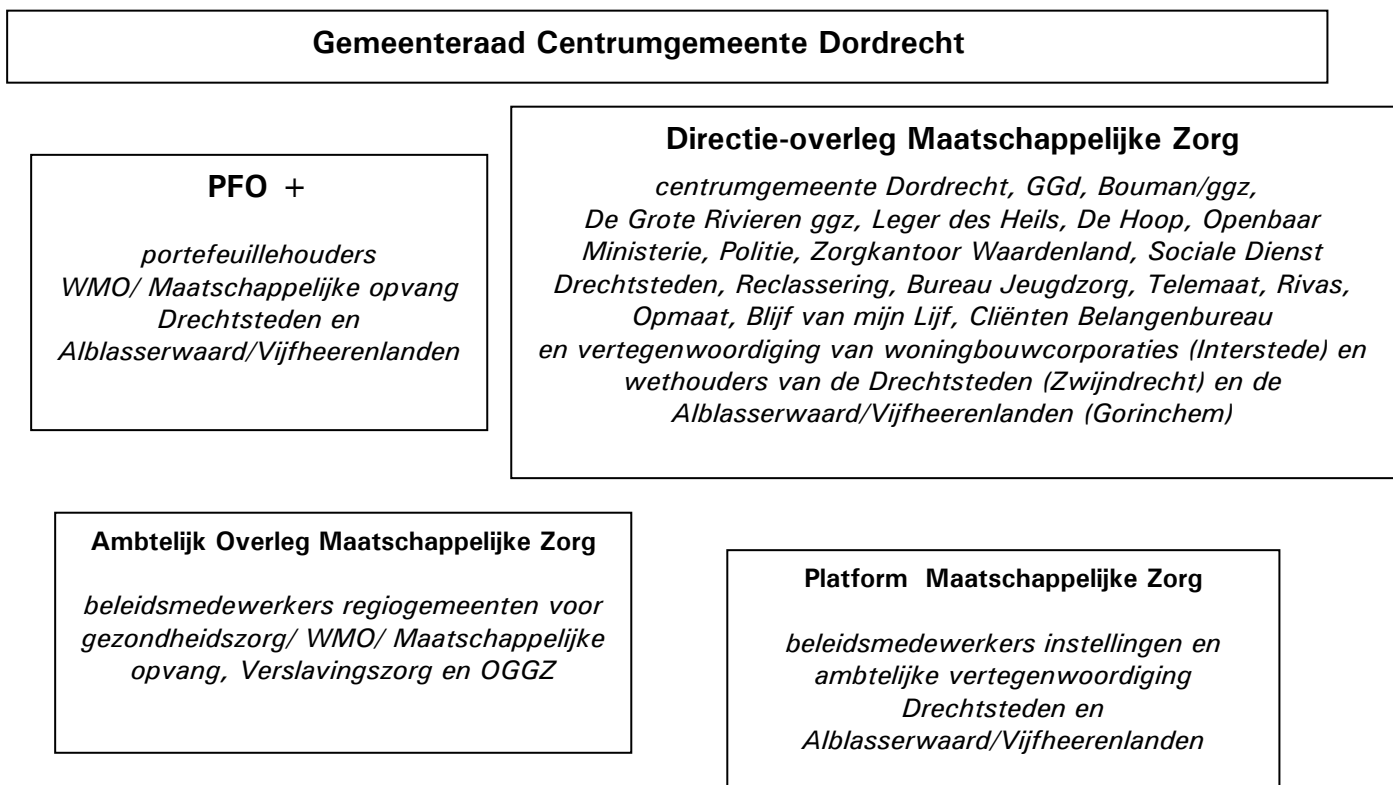 Gemeenteraad Centrumgemeente Dordrecht
PFO +
portefeuillehouders
WMO/ Maatschappelijke opvang
Drechtsteden en
Alblasserwaard/Vijfheerenlanden
Directie-overleg Maatschappelijke Zorg
centrumgemeente Dordrecht, GGd, Bouman/ggz,
De Grote Rivieren ggz, Leger des Heils, De Hoop, Openbaar
Ministerie, Politie, Zorgkantoor Waardenland, Sociale Dienst
Drechtsteden, Reclassering, Bureau Jeugdzorg, Telemaat, Rivas,
Opmaat, Blijf van mijn Lijf, Cliënten Belangenbureau
en vertegenwoordiging van woningbouwcorporaties (Interstede) en
wethouders van de Drechtsteden (Zwijndrecht) en de
Alblasserwaard/Vijfheerenlanden (Gorinchem)
Ambtelijk Overleg Maatschappelijke Zorg
beleidsmedewerkers regiogemeenten voor
gezondheidszorg/ WMO/ Maatschappelijke
opvang, Verslavingszorg en OGGZ
Platform Maatschappelijke Zorg
beleidsmedewerkers instellingen en
ambtelijke vertegenwoordiging
Drechtsteden en
Alblasserwaard/Vijfheerenlanden